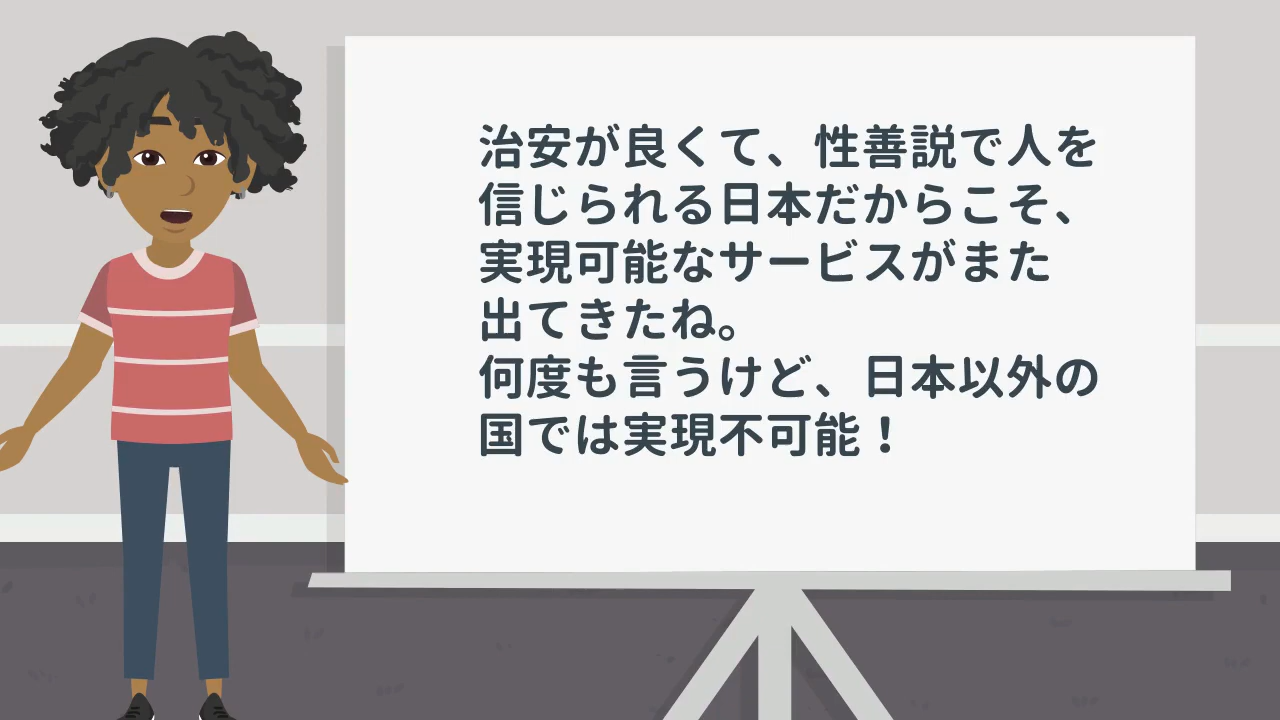 治安が良くて、性善説で人を
信じられる日本だからこそ、
実現可能なサービスがまた
出てきたね。
何度も言うけど、日本以外の
国では実現不可能！